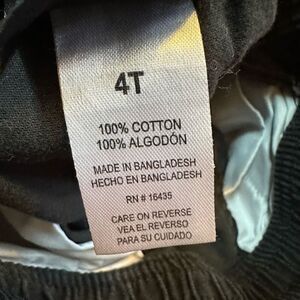 4T
100% COTTON
100% ALGODÓN
MADE IN BANGLADESH
HECHO EN BANGLADESH
RN # 16435
CARE ON REVERSE
VEA EL REVERSO
PARA SU CUIDADO